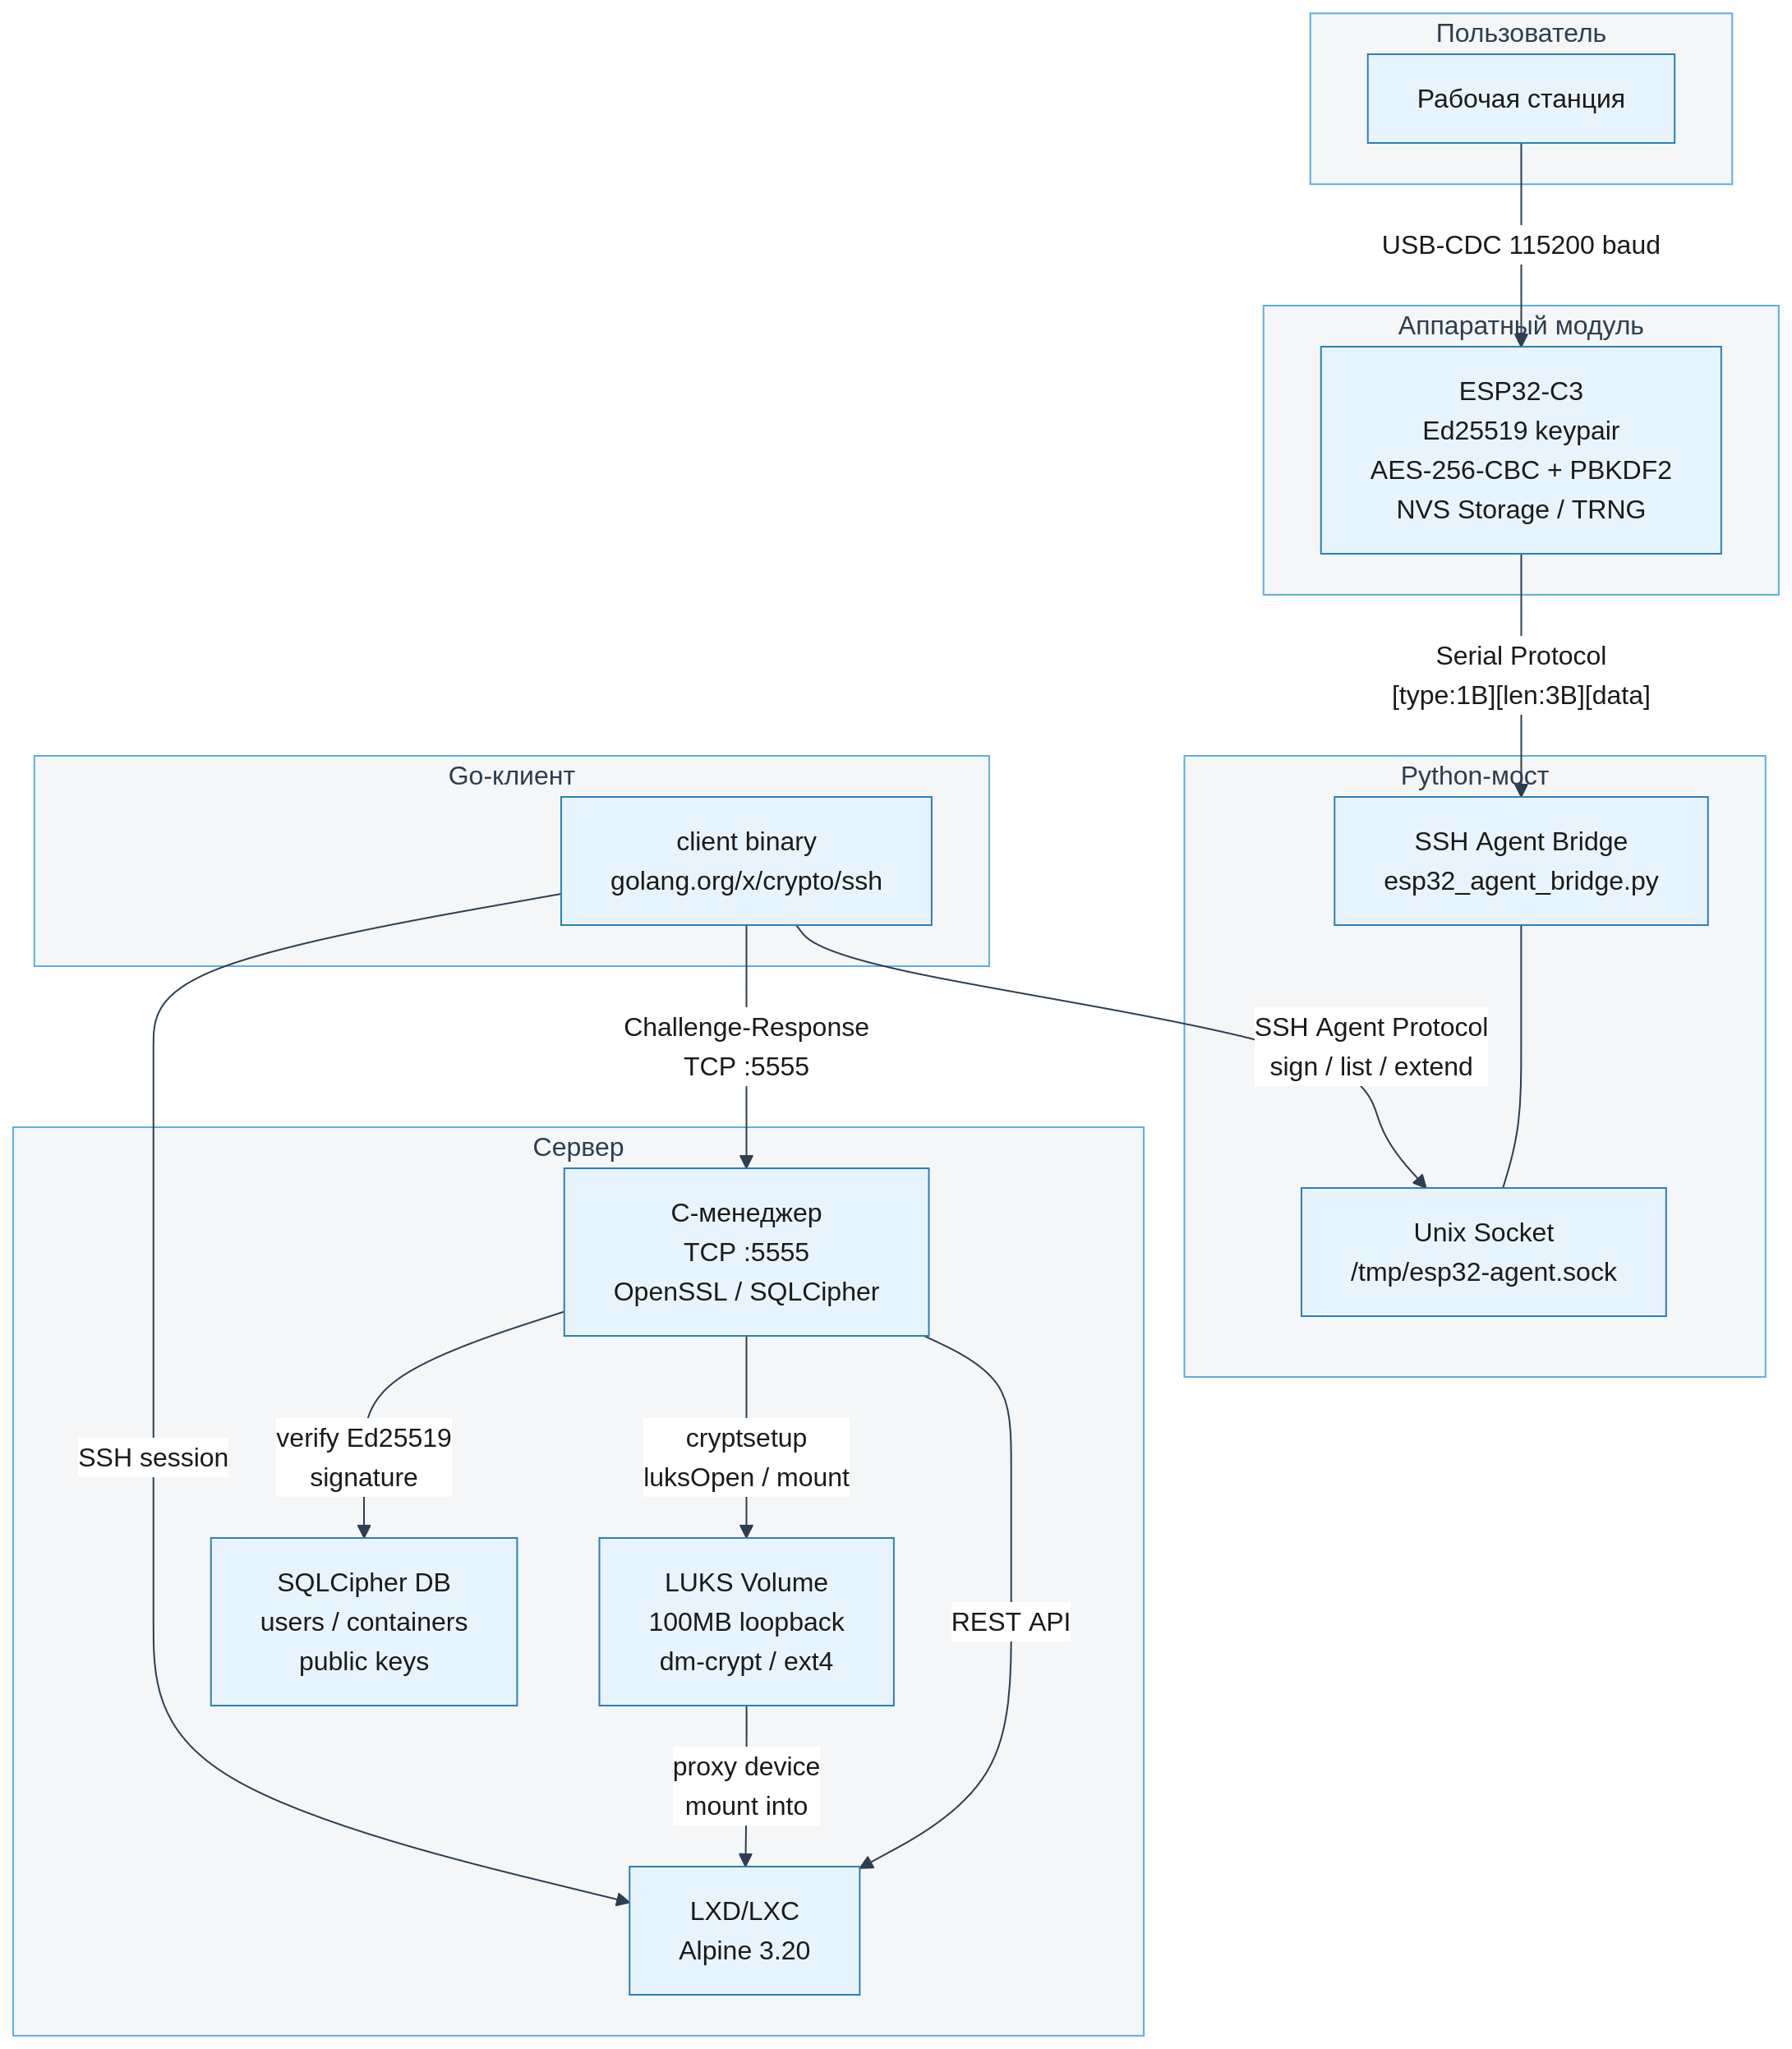 Пользователь
Рабочая станция
USB-CDC 115200 baud
Аппаратный модуль
ESP32-C3
Ed25519 keypair
AES-256-CBC + PBKDF2
NVS Storage / TRNG
Serial Protocol
[type:1B][len:3B][data]
Go-клиент
client binary
golang.org/x/crypto/ssh
Python-мост
SSH Agent Bridge
esp32_agent_bridge.py
Challenge-Response
TCP :5555
SSH Agent Protocol
sign / list / extend
Unix Socket
/tmp/esp32-agent.sock
Сервер
С-менеджер
TCP :5555
OpenSSL / SQLCipher
SSH session
verify Ed25519
signature
cryptsetup
luksOpen / mount
REST API
SQLCipher DB
users / containers
public keys
LUKS Volume
100MB loopback
dm-crypt / ext4
proxy device
mount into
LXD/LXC
Alpine 3.20